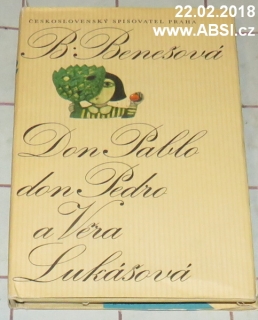 22.02.2018
ČESKOSLOVENSKÝ SPISOVATEL PRAHA
www.ABSI.cz
B. Benešová
Don Pablo
don Pedro
a Věra
Lukášová